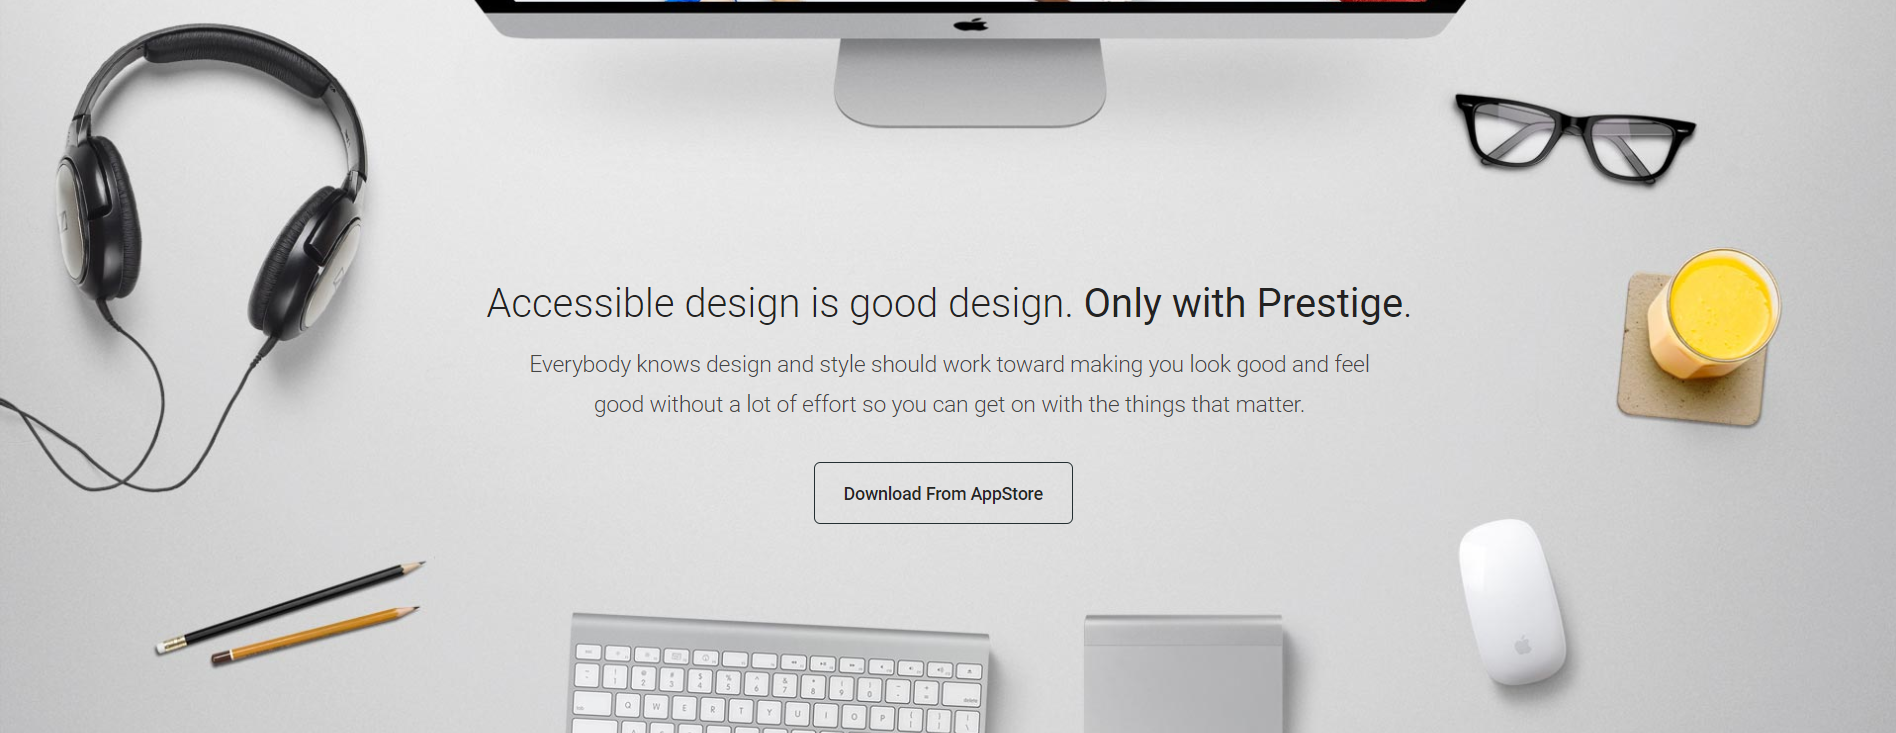 Accessible design is good design. Only with Prestige.
Everybody knows design and style should work toward making you look good and feel
good without a lot of effort so you can get on with the things that matter.
Download From AppStore
Q W E R T Y U I O P